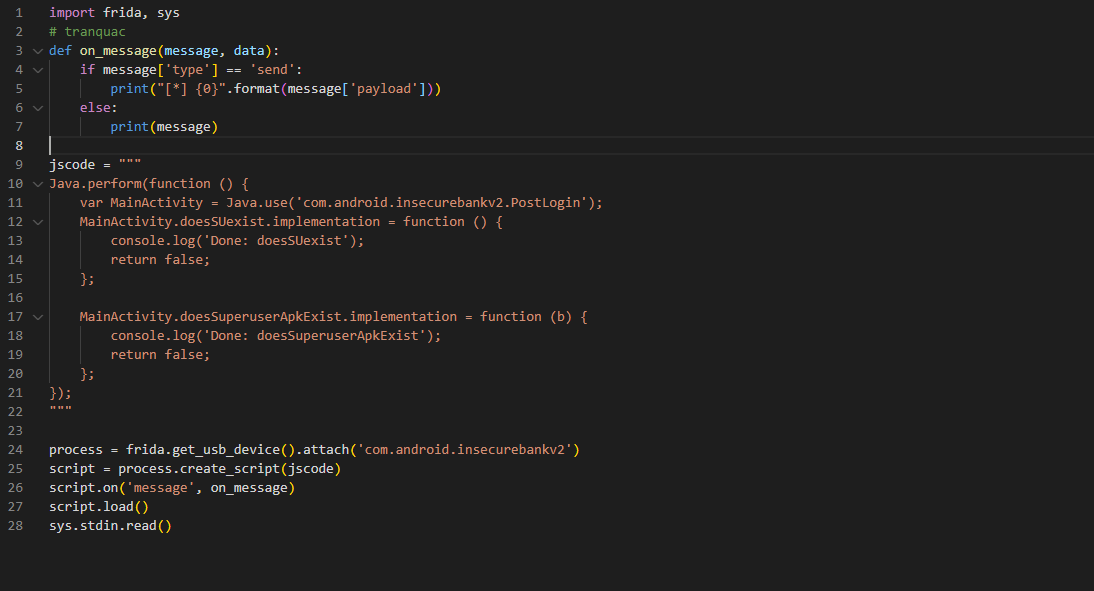 1 import frida, sys
2 # tranquac
3 def on_message(message, data):
4     if message['type'] == 'send':
5         print("[*] {0}".format(message['payload']))
6     else:
7         print(message)
8
9 jscode = """
10 Java.perform(function () {
11     var MainActivity = Java.use('com.android.insecurebankv2.PostLogin');
12     MainActivity.doesSUexist.implementation = function () {
13         console.log('Done: doesSUexist');
14         return false;
15     };
16
17     MainActivity.doesSuperuserApkExist.implementation = function (b) {
18         console.log('Done: doesSuperuserApkExist');
19         return false;
20     };
21 });
22 """
23
24 process = frida.get_usb_device().attach('com.android.insecurebankv2')
25 script = process.create_script(jscode)
26 script.on('message', on_message)
27 script.load()
28 sys.stdin.read()